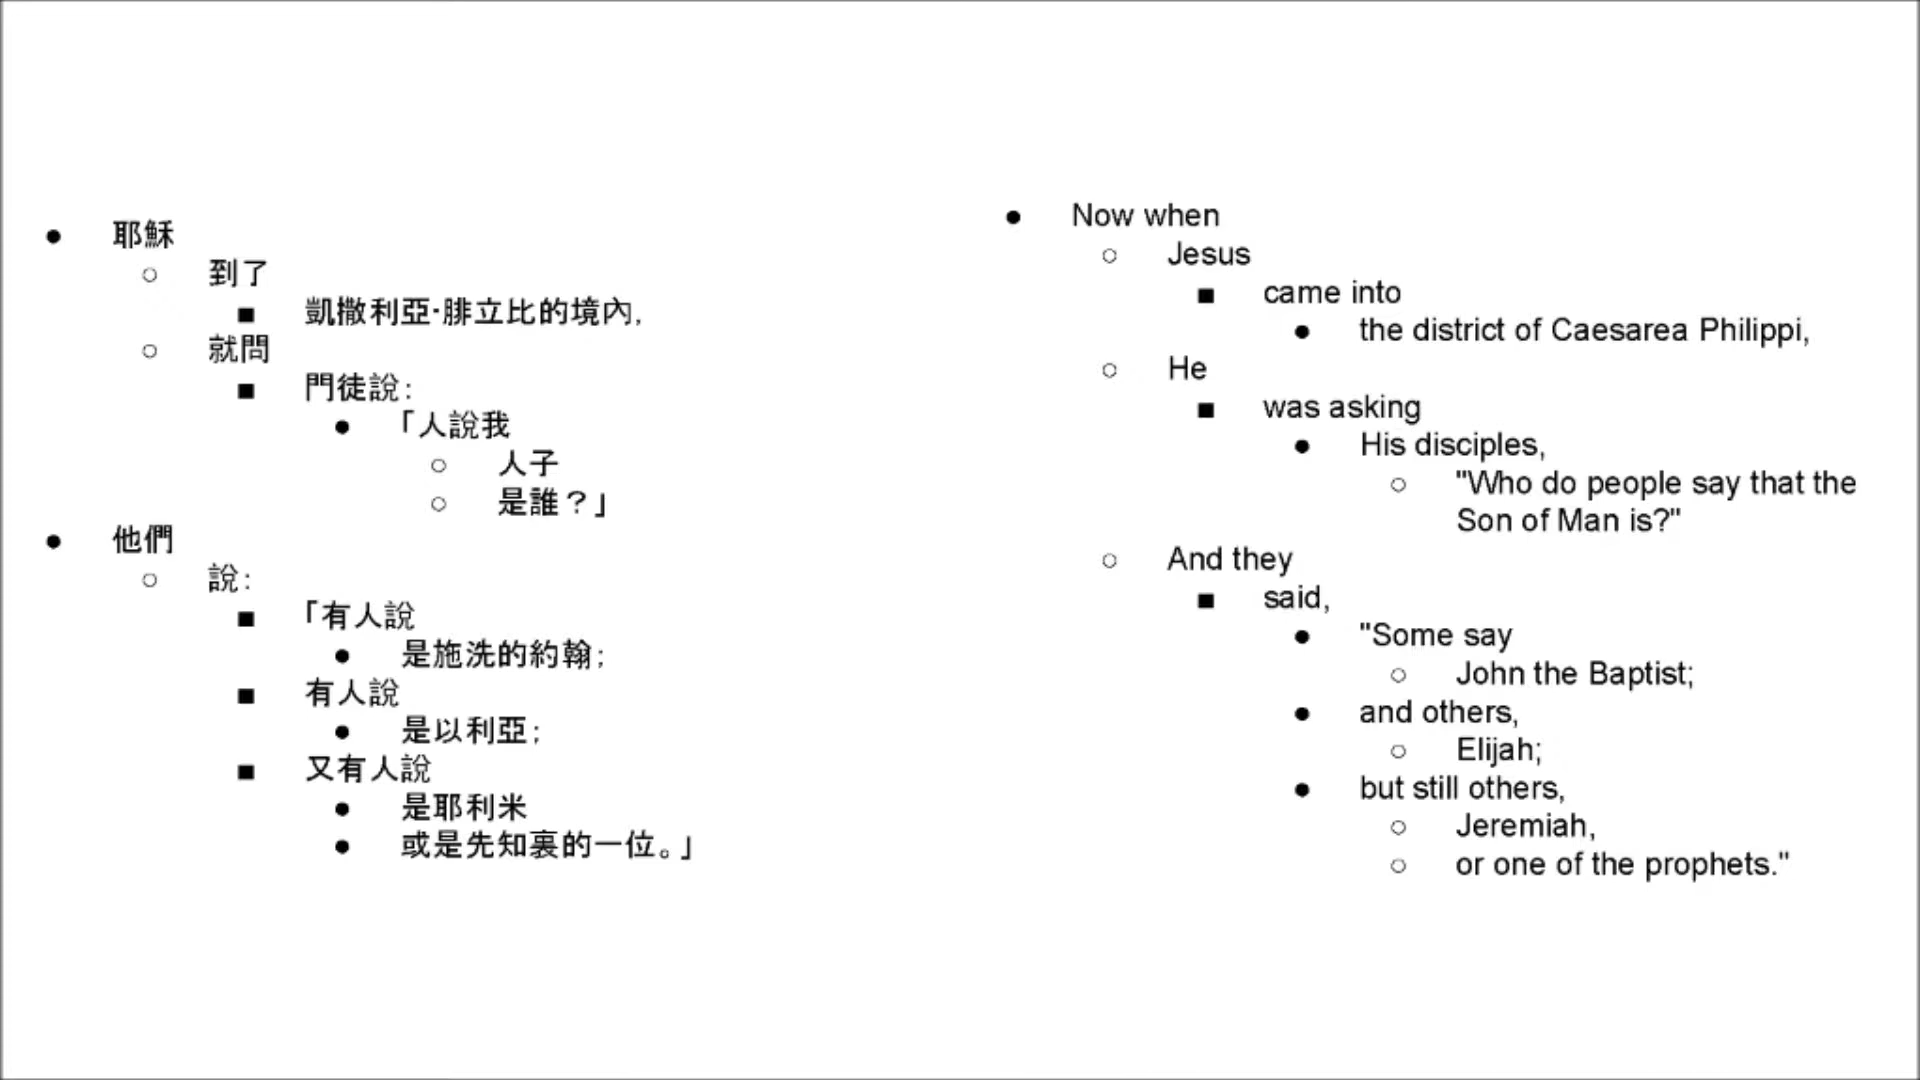 耶穌
到了
凱撒利亞·腓立比的境內,
就問
門徒說:
「人說我
人子
是誰？」
他們
說:
「有人說
是施洗的約翰;
有人說
是以利亞;
又有人說
是耶利米
或是先知裏的一位。」
Now when
Jesus
came into
the district of Caesarea Philippi,
He
was asking
His disciples,
"Who do people say that the
Son of Man is?"
And they
said,
"Some say
John the Baptist;
and others,
Elijah;
but still others,
Jeremiah,
or one of the prophets."